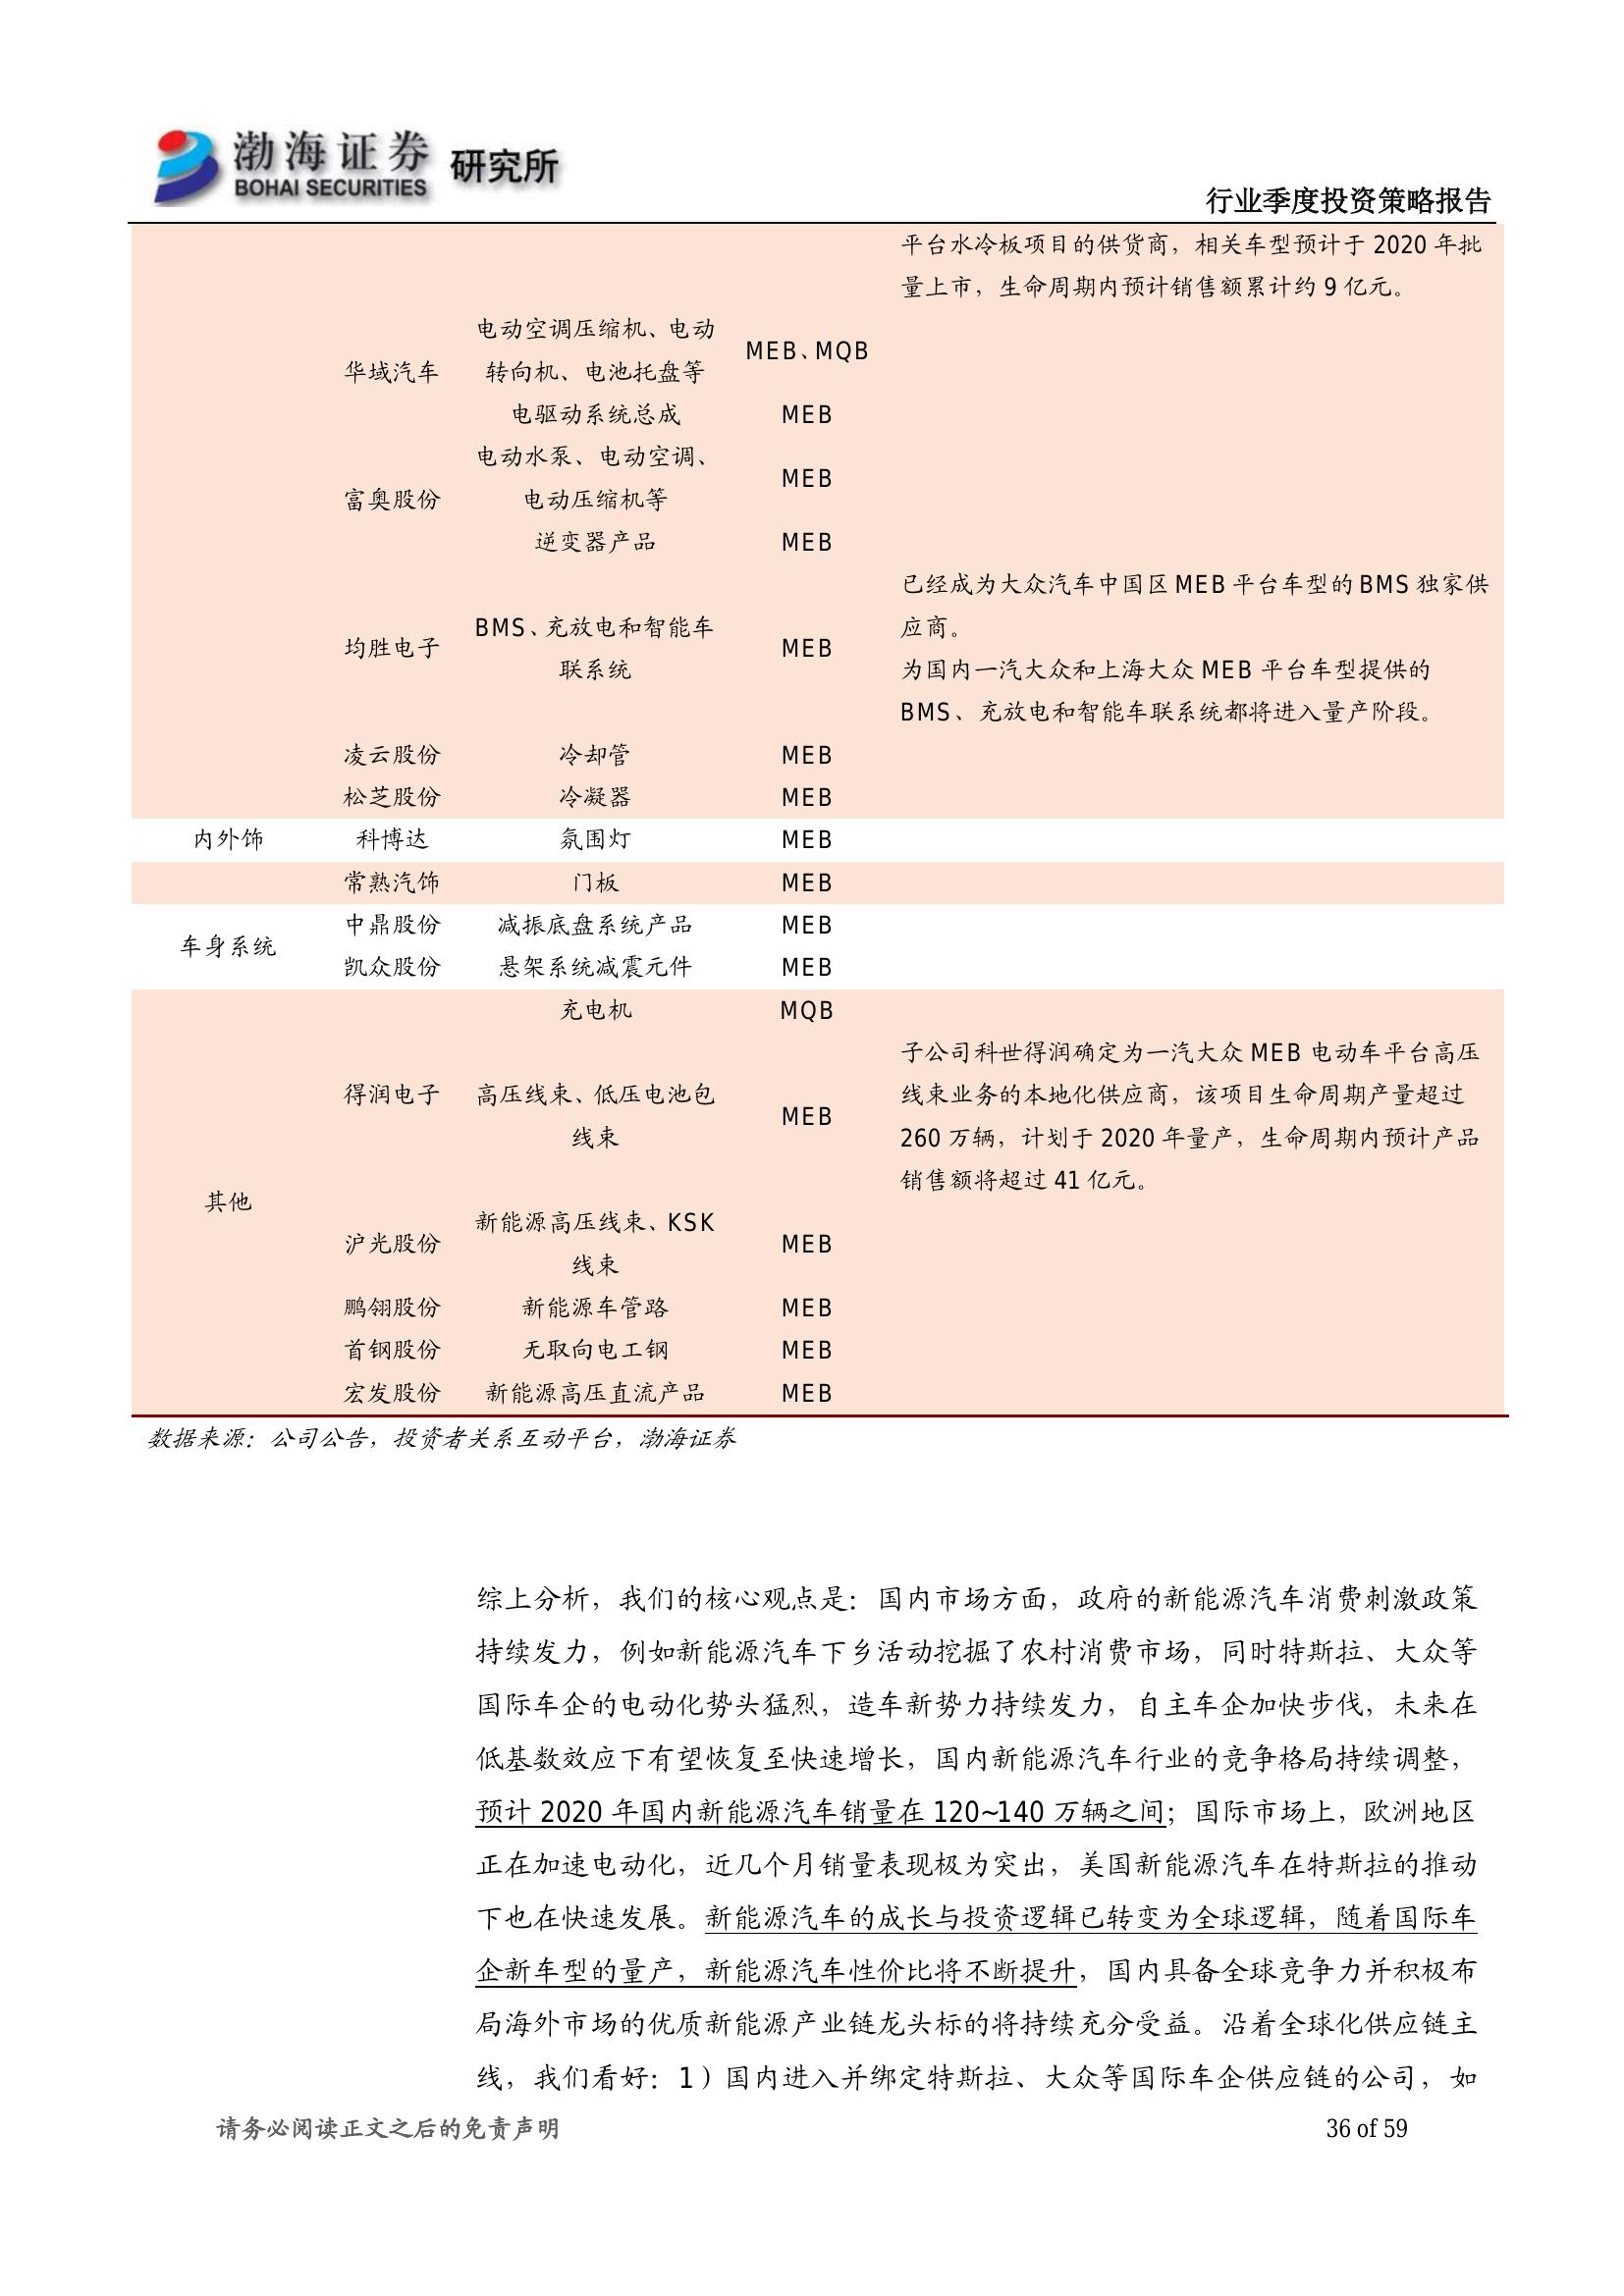 渤海证券 研究所
BOHAI SECURITIES
行业季度投资策略报告
平台水冷板项目的供货商，相关车型预计于 2020 年批
量上市，生命周期内预计销售额累计约 9 亿元。
华域汽车 电动空调压缩机、电动 MEB、MQB
转向机、电池托盘等
电驱动系统总成 MEB
富奥股份 电动水泵、电动空调、 MEB
电动压缩机等
逆变器产品 MEB
均胜电子 BMS、充放电和智能车 MEB
联系统
已经成为大众汽车中国区 MEB 平台车型的 BMS 独家供
应商。
为国内一汽大众和上海大众 MEB 平台车型提供的
BMS、充放电和智能车联系统都将进入量产阶段。
凌云股份 冷却管 MEB
松芝股份 冷凝器 MEB
内外饰 科博达 氛围灯 MEB
常熟汽饰 门板 MEB
车身系统 中鼎股份 减振底盘系统产品 MEB
凯众股份 悬架系统减震元件 MEB
其他
充电机 MQB
得润电子 高压线束、低压电池包 MEB
线束
子公司科世得润确定为一汽大众 MEB 电动车平台高压
线束业务的本地化供应商，该项目生命周期产量超过
260 万辆，计划于 2020 年量产，生命周期内预计产品
销售额将超过 41 亿元。
沪光股份 新能源高压线束、KSK MEB
线束
鹏翎股份 新能源车管路 MEB
首钢股份 无取向电工钢 MEB
宏发股份 新能源高压直流产品 MEB
数据来源：公司公告，投资者关系互动平台，渤海证券
综上分析，我们的核心观点是：国内市场方面，政府的新能源汽车消费刺激政策
持续发力，例如新能源汽车下乡活动挖掘了农村消费市场，同时特斯拉、大众等
国际车企的电动化势头猛烈，造车新势力持续发力，自主车企加快步伐，未来在
低基数效应下有望恢复至快速增长，国内新能源汽车行业的竞争格局持续调整，
预计 2020 年国内新能源汽车销量在 120~140 万辆之间；国际市场上，欧洲地区
正在加速电动化，近几个月销量表现极为突出，美国新能源汽车在特斯拉的推动
下也在快速发展。新能源汽车的成长与投资逻辑已转变为全球逻辑，随着国际车
企新车型的量产，新能源汽车性价比将不断提升，国内具备全球竞争力并积极布
局海外市场的优质新能源产业链龙头标的将持续充分受益。沿着全球化供应链主
线，我们看好：1）国内进入并绑定特斯拉、大众等国际车企供应链的公司，如
请务必阅读正文之后的免责声明
36 of 59